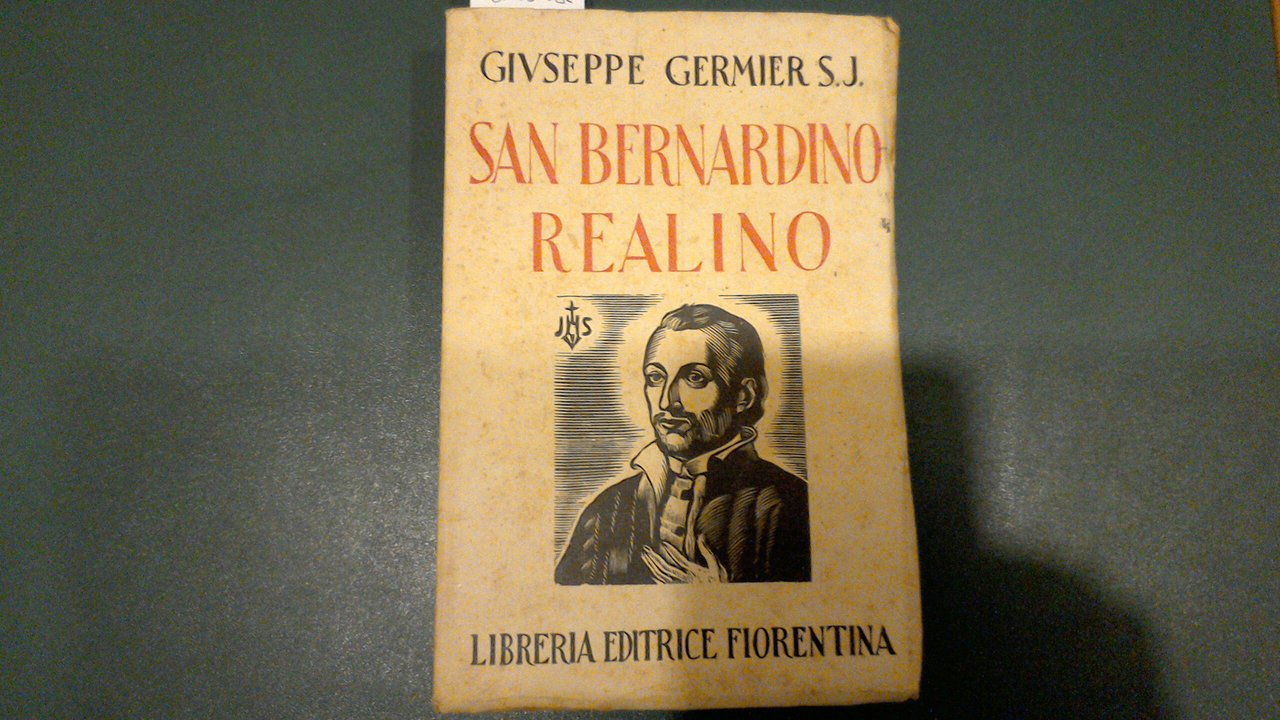 GIVSEPPE GERMIER S.J.
SAN BERNARDINO
REALINO
JHS
LIBRERIA EDITRICE FIORENTINA